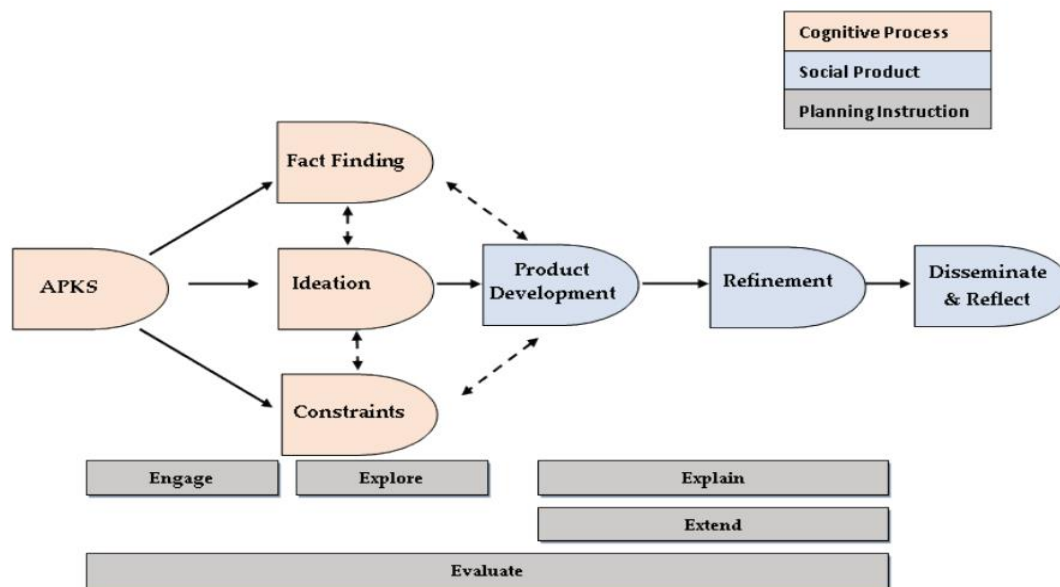 Cognitive Process
Social Product
Planning Instruction
Fact Finding
APKS
Ideation
Product
Development
Refinement
Disseminate
& Reflect
Constraints
Engage
Explore
Explain
Extend
Evaluate